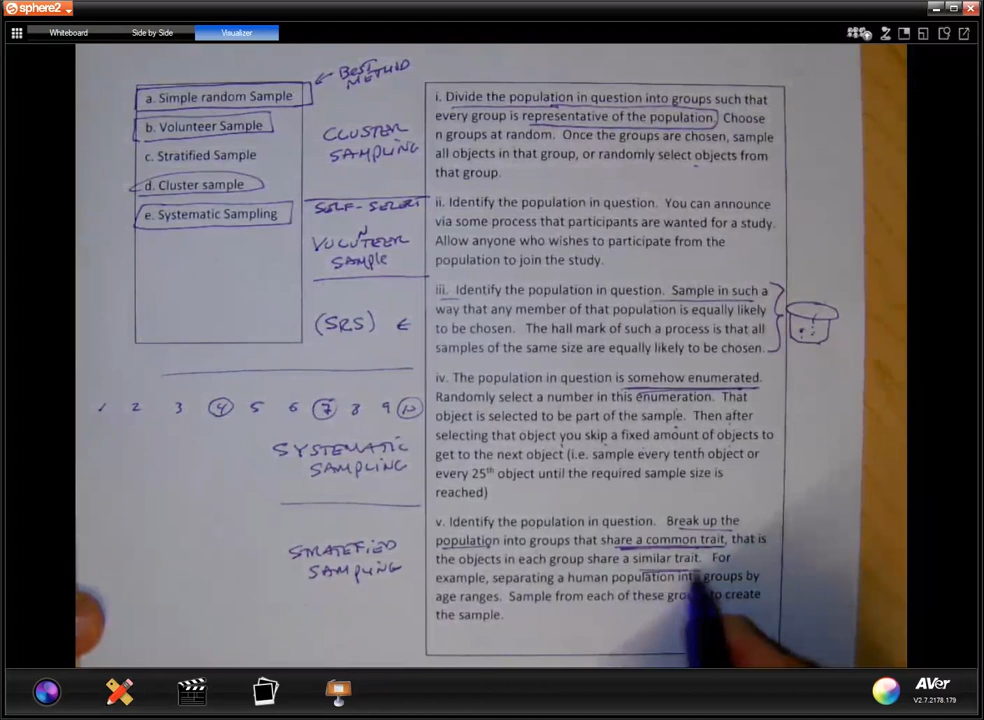 sphere2
Whiteboard
Side by Side
Visualizer
BEST
METHOD
a. Simple random Sample
b. Volunteer Sample
c. Stratified Sample
d. Cluster sample
e. Systematic Sampling
CLUSTER
SAMPLING
SELF-SELECT
VOLUNTEER
SAMPLE
(SRS) ←
1 2 3 4 5 6 7 8 9 10
SYSTEMATIC
SAMPLING
STRATEFIED
SAMPLING
i. Divide the population in question into groups such that
every group is representative of the population. Choose
n groups at random. Once the groups are chosen, sample
all objects in that group, or randomly select objects from
that group.
ii. Identify the population in question. You can announce
via some process that participants are wanted for a study.
Allow anyone who wishes to participate from the
population to join the study.
iii. Identify the population in question. Sample in such a
way that any member of that population is equally likely
to be chosen. The hall mark of such a process is that all
samples of the same size are equally likely to be chosen.
iv. The population in question is somehow enumerated.
Randomly select a number in this enumeration. That
object is selected to be part of the sample. Then after
selecting that object you skip a fixed amount of objects to
get to the next object (i.e. sample every tenth object or
every 25th object until the required sample size is
reached)
v. Identify the population in question. Break up the
population into groups that share a common trait, that is
the objects in each group share a similar trait. For
example, separating a human population into groups by
age ranges. Sample from each of these to create
the sample.
AVer
V2.7.2178.179